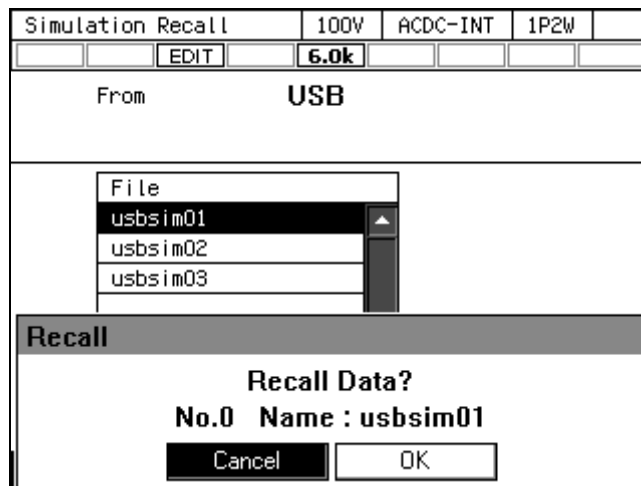 Simulation Recall 100V ACDC-INT 1P2W
EDIT 6.0k
From USB
File
usbsim01
usbsim02
usbsim03
Recall
Recall Data?
No.0 Name : usbsim01
Cancel OK